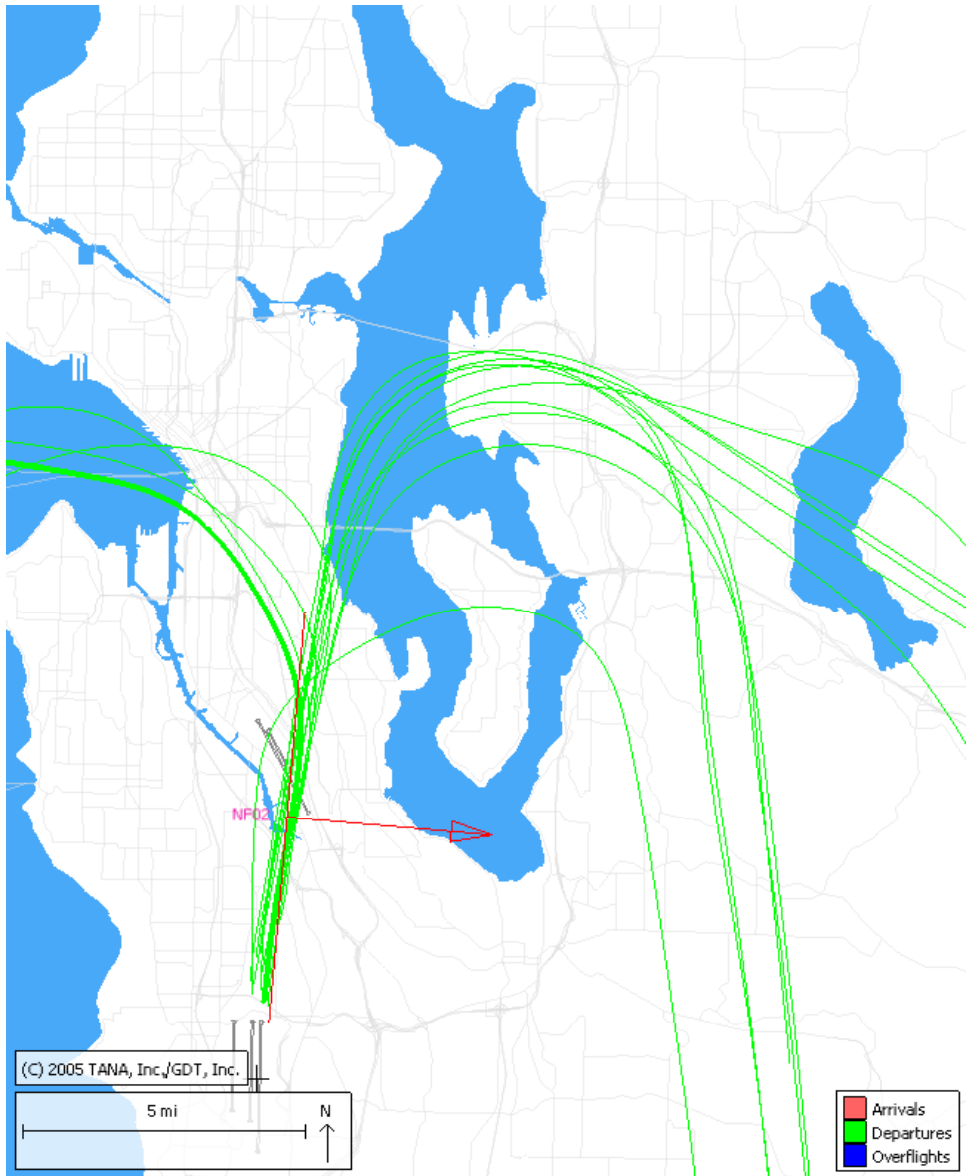 NF02
(C) 2005 TANA, Inc./GDT, Inc.
5 mi
N
Arrivals
Departures
Overflights